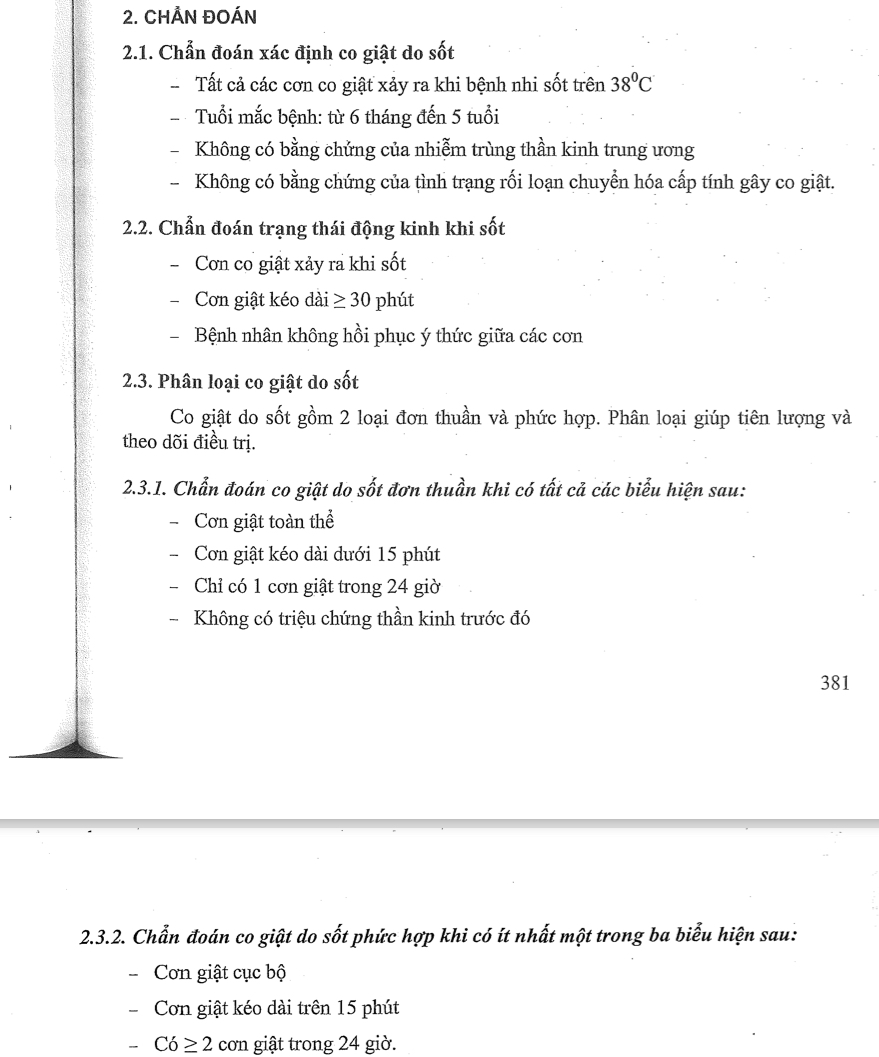 2. CHẨN ĐOÁN
2.1. Chẩn đoán xác định co giật do sốt
- Tất cả các cơn co giật xảy ra khi bệnh nhi sốt trên 38⁰C
- Tuổi mắc bệnh: từ 6 tháng đến 5 tuổi
- Không có bằng chứng của nhiễm trùng thần kinh trung ương
- Không có bằng chứng của tình trạng rối loạn chuyển hóa cấp tính gây co giật.
2.2. Chẩn đoán trạng thái động kinh khi sốt
- Cơn co giật xảy ra khi sốt
- Cơn giật kéo dài ≥ 30 phút
- Bệnh nhân không hồi phục ý thức giữa các cơn
2.3. Phân loại co giật do sốt
Co giật do sốt gồm 2 loại đơn thuần và phức hợp. Phân loại giúp tiên lượng và
theo dõi điều trị.
2.3.1. Chẩn đoán co giật do sốt đơn thuần khi có tất cả các biểu hiện sau:
- Cơn giật toàn thể
- Cơn giật kéo dài dưới 15 phút
- Chỉ có 1 cơn giật trong 24 giờ
- Không có triệu chứng thần kinh trước đó
381
2.3.2. Chẩn đoán co giật do sốt phức hợp khi có ít nhất một trong ba biểu hiện sau:
- Cơn giật cục bộ
- Cơn giật kéo dài trên 15 phút
- Có ≥ 2 cơn giật trong 24 giờ.